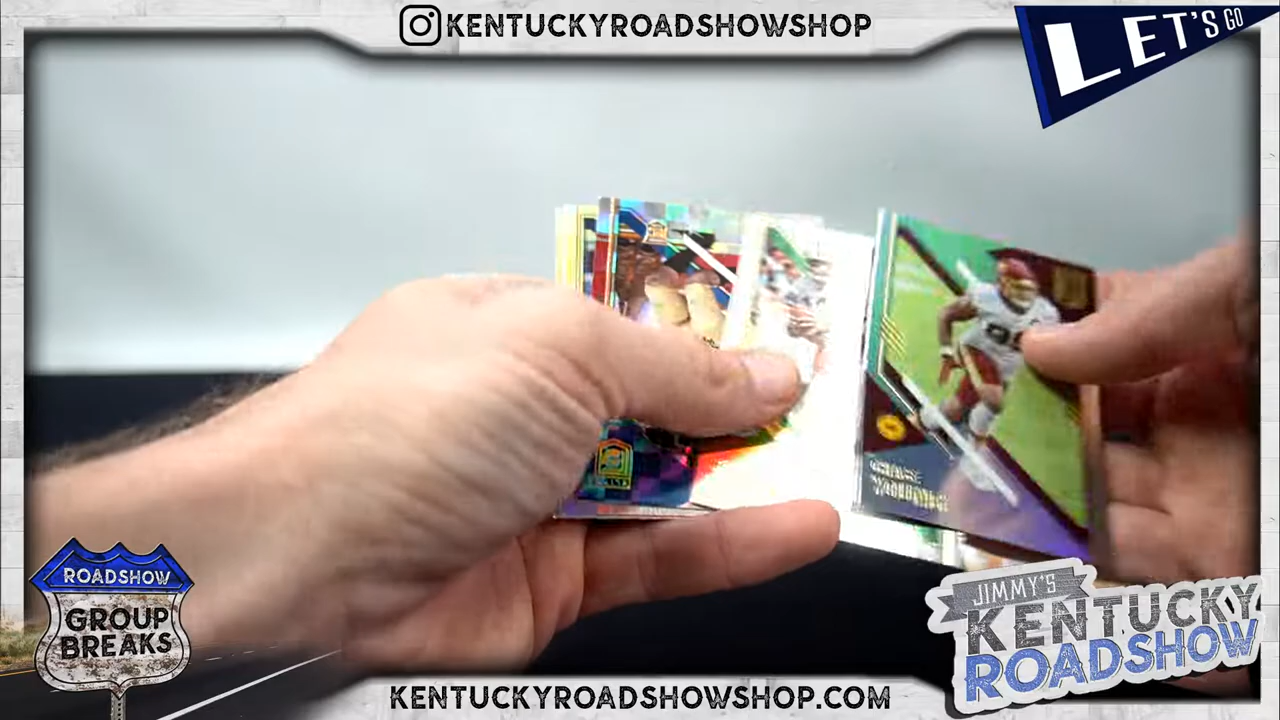 KENTUCKYROADSHOWSHOP
LET'S GO
ROADSHOW
GROUP
BREAKS
JIMMY'S
KENTUCKY
ROADSHOW
KENTUCKYROADSHOWSHOP.COM